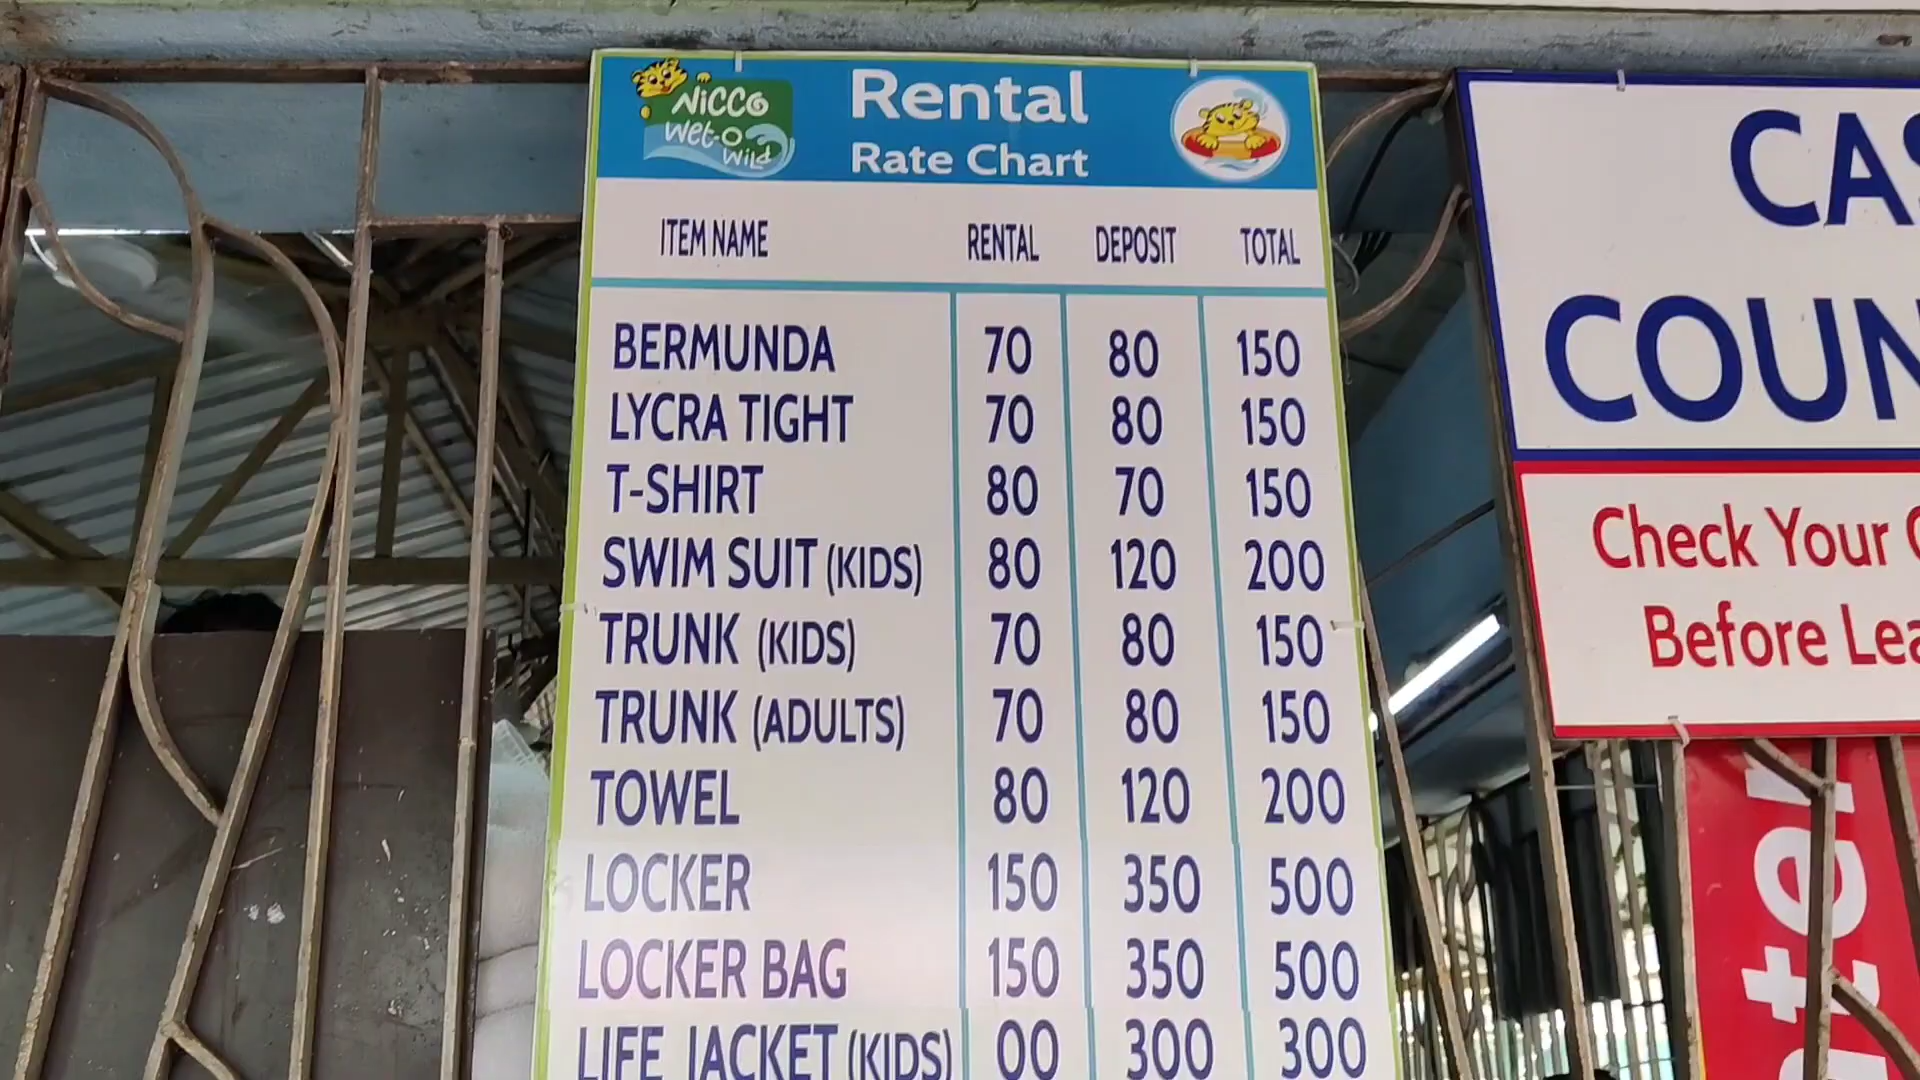 NICCO
Wet-O
Wild
Rental
Rate Chart
ITEM NAME RENTAL DEPOSIT TOTAL
BERMUNDA 70 80 150
LYCRA TIGHT 70 80 150
T-SHIRT 80 70 150
SWIM SUIT (KIDS) 80 120 200
TRUNK (KIDS) 70 80 150
TRUNK (ADULTS) 70 80 150
TOWEL 80 120 200
LOCKER 150 350 500
LOCKER BAG 150 350 500
LIFE JACKET (KIDS) 00 300 300
Check Your
Before